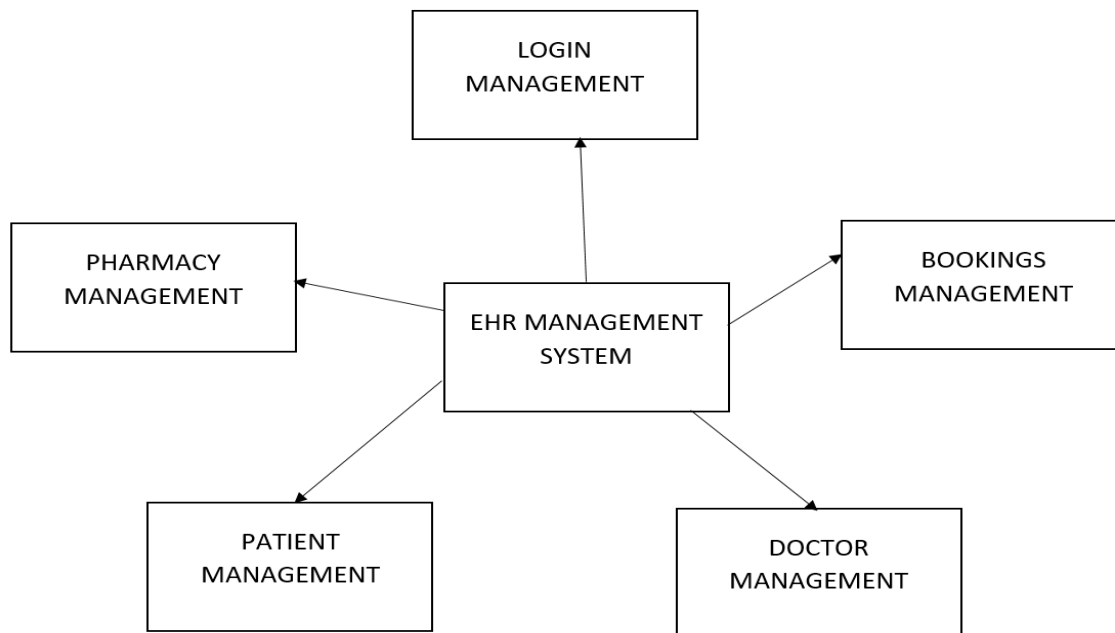 LOGIN
MANAGEMENT
PHARMACY
MANAGEMENT
BOOKINGS
MANAGEMENT
EHR MANAGEMENT
SYSTEM
PATIENT
MANAGEMENT
DOCTOR
MANAGEMENT